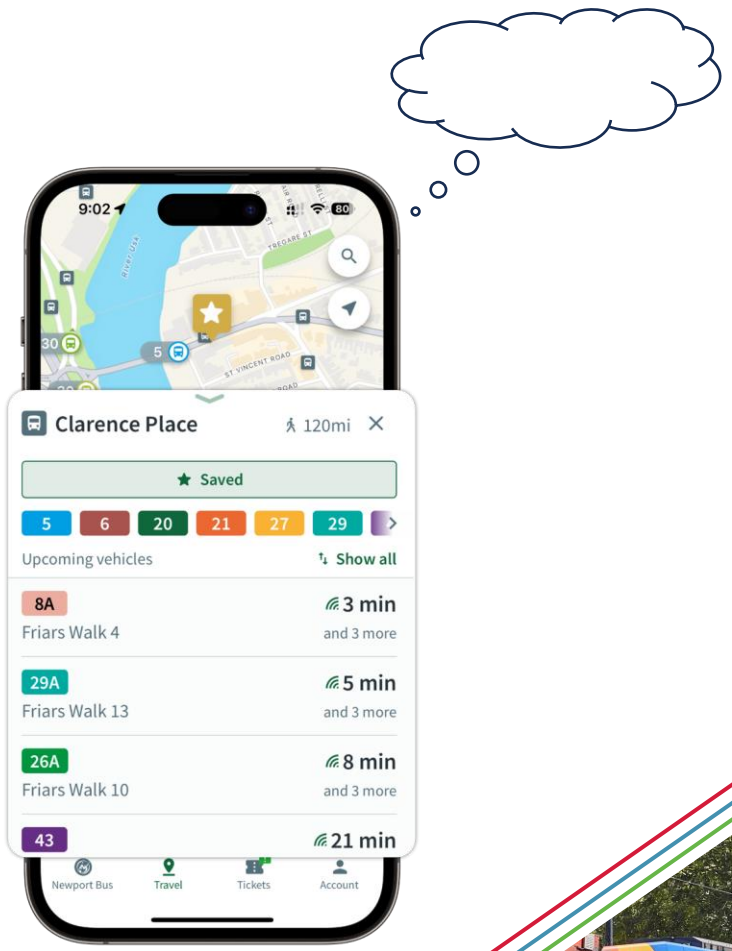 9:02
80
River Usk
TREGARE ST
30
5
ST VINCENT ROAD
ROAD
Clarence Place
120mi
Saved
5 6 20 21 27 29
Upcoming vehicles
Show all
8A
3 min
Friars Walk 4
and 3 more
29A
5 min
Friars Walk 13
and 3 more
26A
8 min
Friars Walk 10
and 3 more
43
21 min
Newport Bus
Travel
Tickets
Account